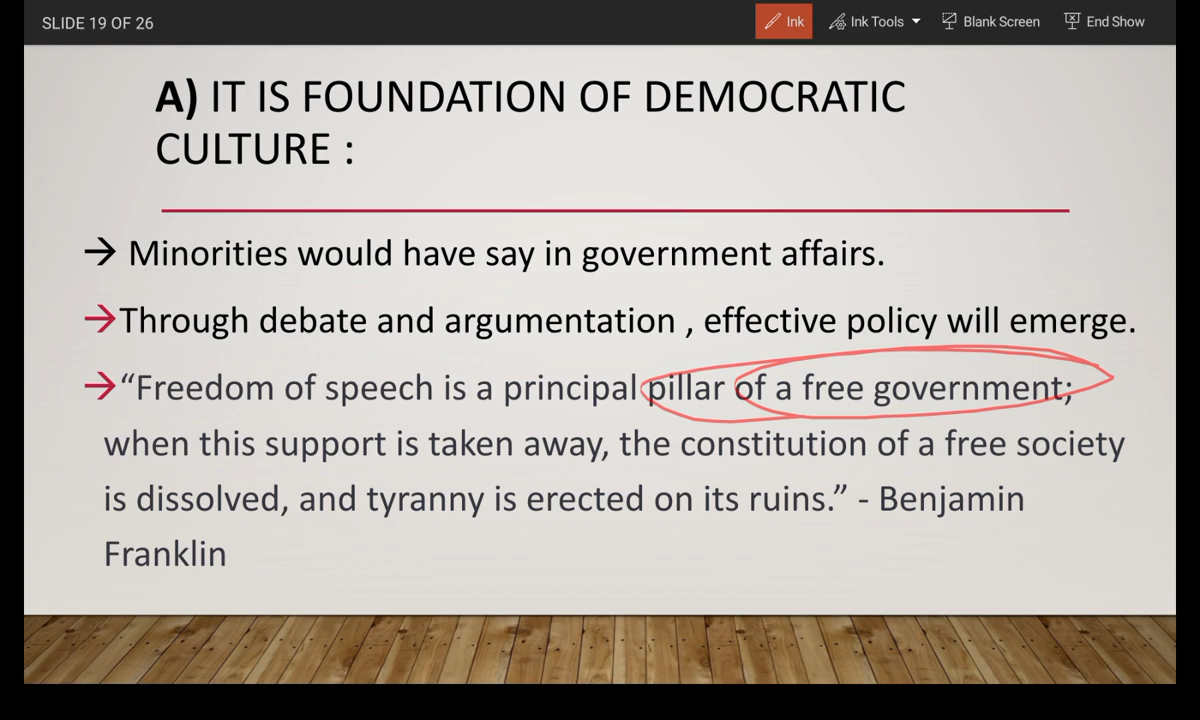 SLIDE 19 OF 26
Ink
Ink Tools
Blank Screen
End Show
A) IT IS FOUNDATION OF DEMOCRATIC
CULTURE :
→ Minorities would have say in government affairs.
→Through debate and argumentation , effective policy will emerge.
→“Freedom of speech is a principal pillar of a free government;
when this support is taken away, the constitution of a free society
is dissolved, and tyranny is erected on its ruins.” - Benjamin
Franklin